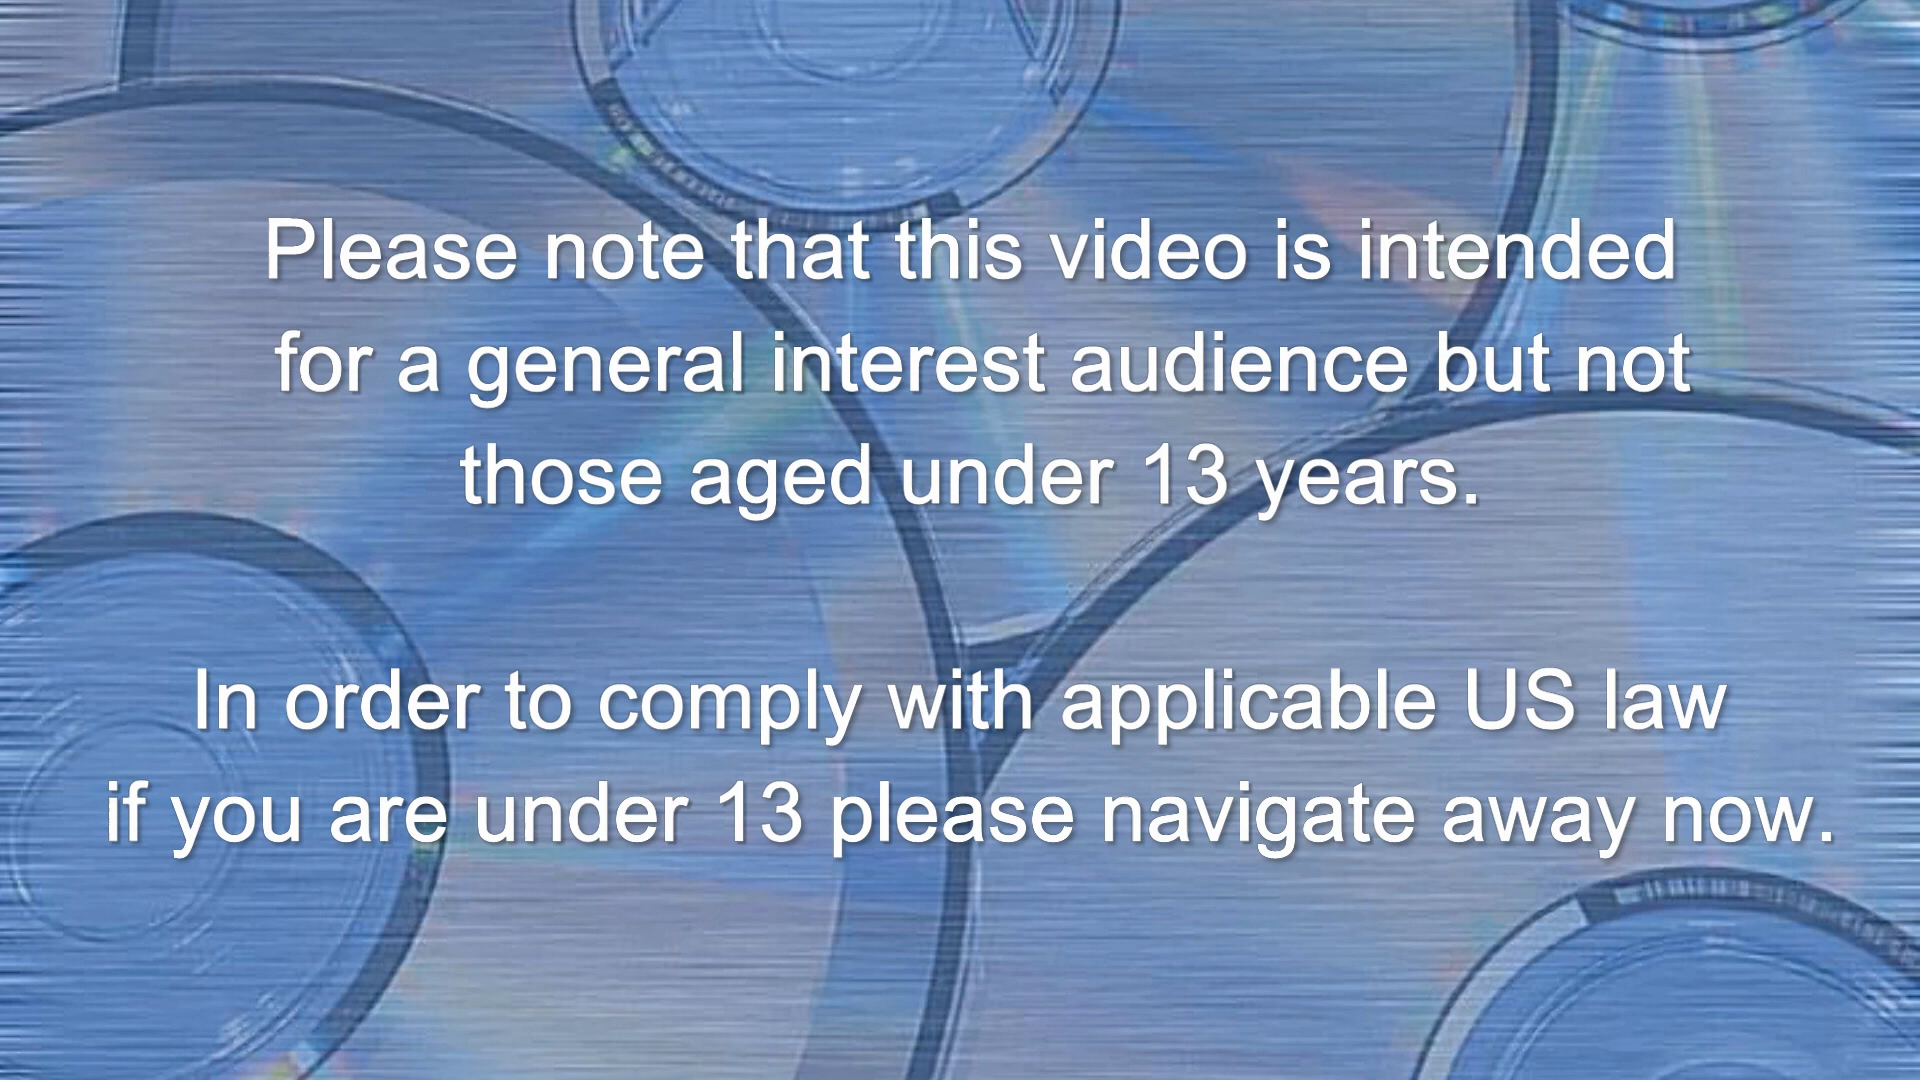 Please note that this video is intended
for a general interest audience but not
those aged under 13 years.
In order to comply with applicable US law
if you are under 13 please navigate away now.